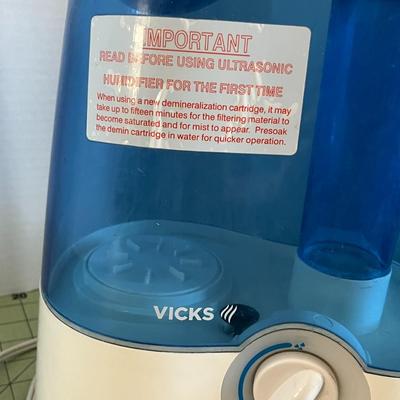 IMPORTANT
READ BEFORE USING ULTRASONIC
HUMIDIFIER FOR THE FIRST TIME
When using a new demineralization cartridge, it may
take up to fifteen minutes for the filtering material to
become saturated and for mist to appear. Presoak
the demin cartridge in water for quicker operation.
VICKS
20